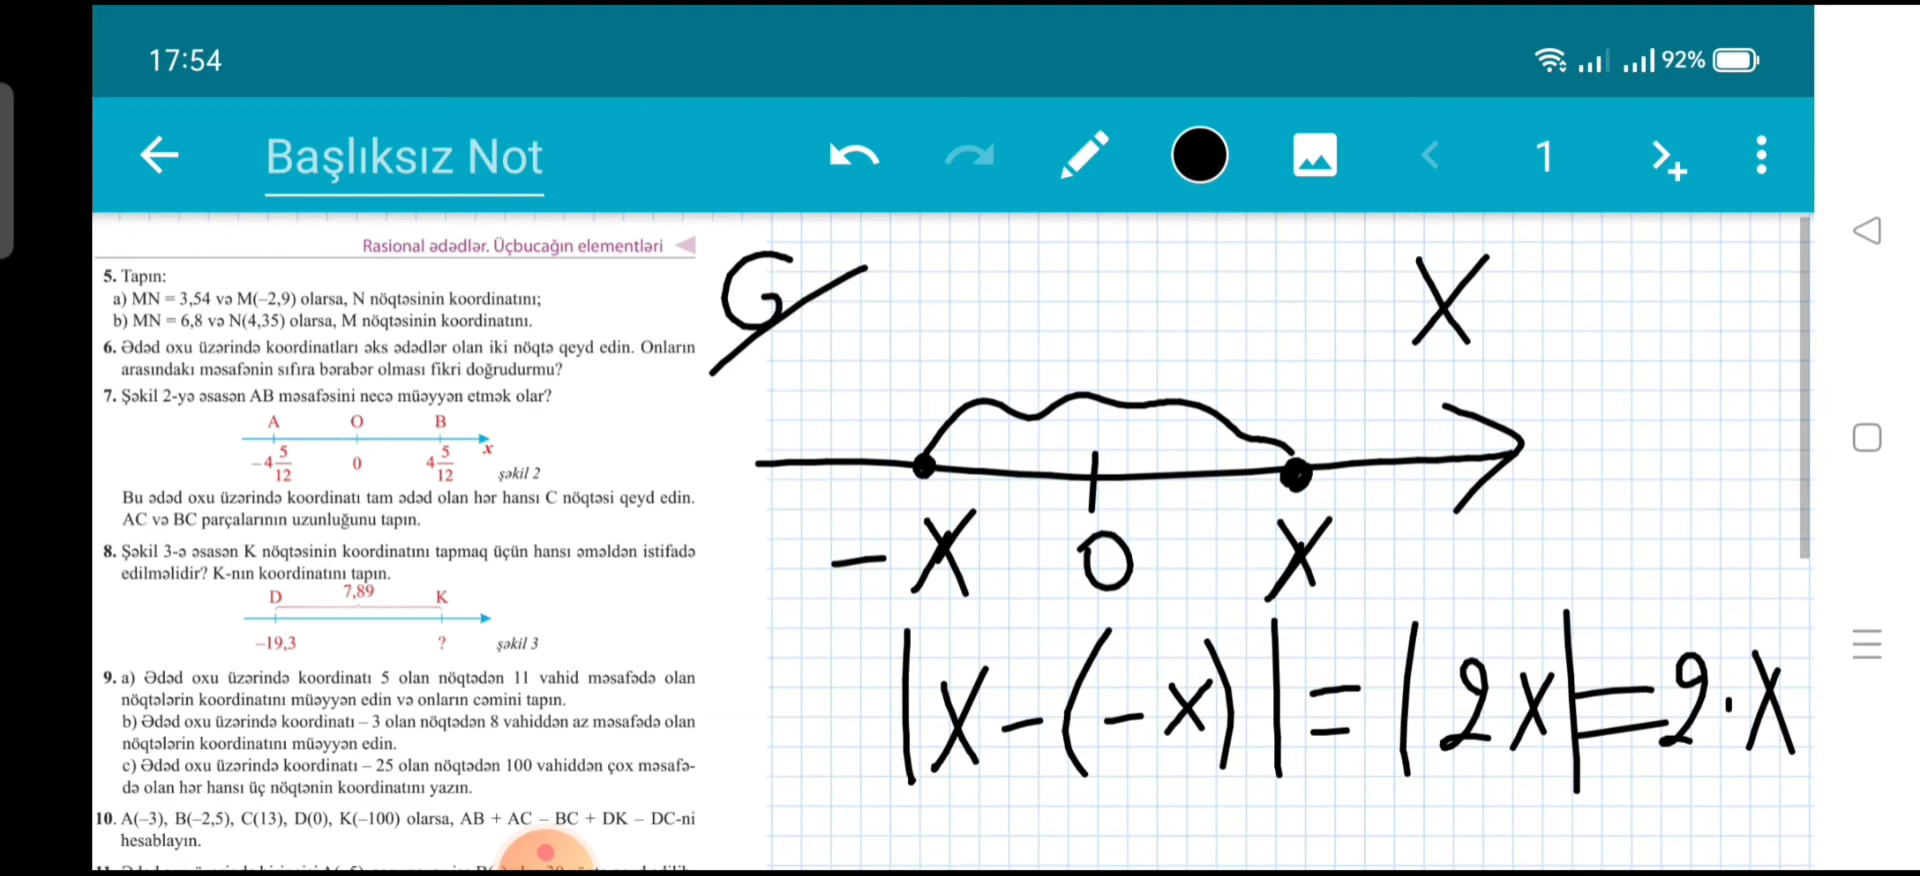 17:54
92%
Başlıksız Not
1
Rasional ədədlər. Üçbucağın elementləri
5. Tapın:
a) MN = 3,54 və M(–2,9) olarsa, N nöqtəsinin koordinatını;
b) MN = 6,8 və N(4,35) olarsa, M nöqtəsinin koordinatını.
6. Ədəd oxu üzərində koordinatları əks ədədlər olan iki nöqtə qeyd edin. Onların
arasındakı məsafənin sıfıra bərabər olması fikri doğrudurmu?
7. Şəkil 2-yə əsasən AB məsafəsini necə müəyyən etmək olar?
A O B
x
–4 5/12 0 4 5/12 şəkil 2
Bu ədəd oxu üzərində koordinatı tam ədəd olan hər hansı C nöqtəsi qeyd edin.
AC və BC parçalarının uzunluğunu tapın.
8. Şəkil 3-ə əsasən K nöqtəsinin koordinatını tapmaq üçün hansı əməldən istifadə
edilməlidir? K-nın koordinatını tapın.
D 7,89 K
–19,3 ? şəkil 3
9. a) Ədəd oxu üzərində koordinatı 5 olan nöqtədən 11 vahid məsafədə olan
nöqtələrin koordinatını müəyyən edin və onların cəmini tapın.
b) Ədəd oxu üzərində koordinatı – 3 olan nöqtədən 8 vahiddən az məsafədə olan
nöqtələrin koordinatını müəyyən edin.
c) Ədəd oxu üzərində koordinatı – 25 olan nöqtədən 100 vahiddən çox məsafə-
də olan hər hansı üç nöqtənin koordinatını yazın.
10. A(–3), B(–2,5), C(13), D(0), K(–100) olarsa, AB + AC – BC + DK – DC-ni
hesablayın.
X
–X 0 X
|X–(–X)|=|2X|=2·X